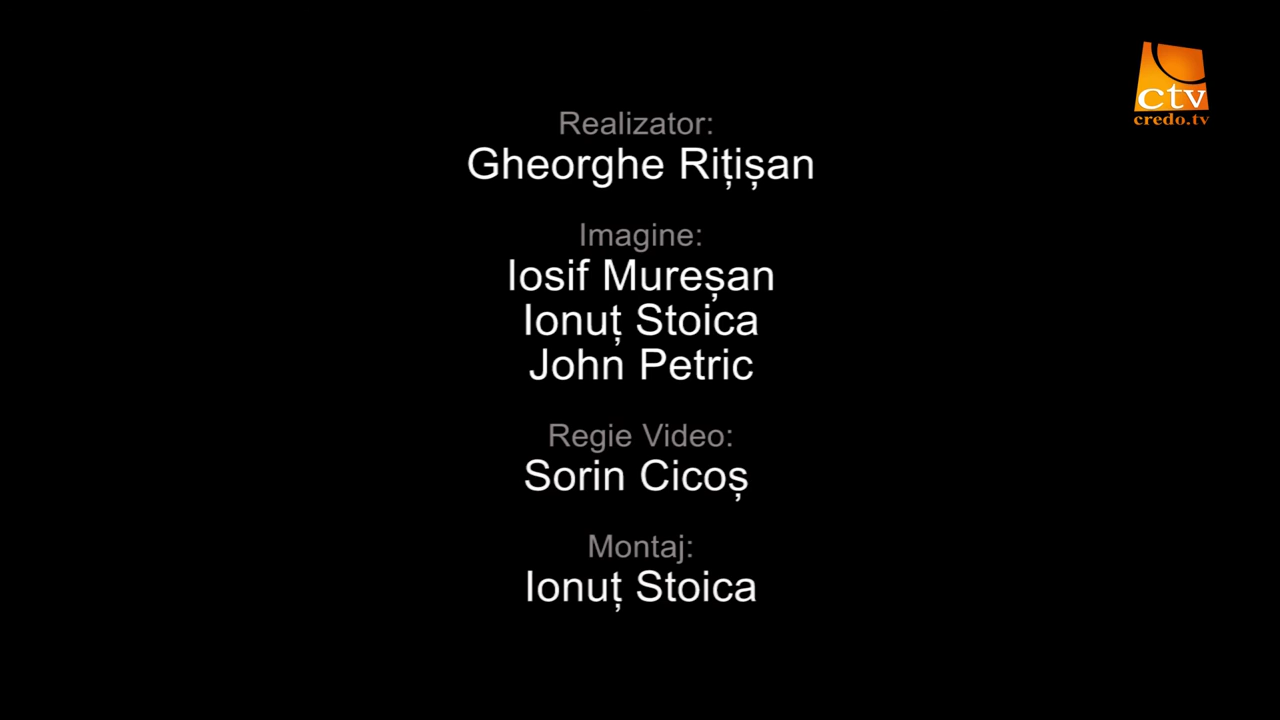 ctv
credo.tv
Realizator:
Gheorghe Rițișan
Imagine:
Iosif Mureșan
Ionuț Stoica
John Petric
Regie Video:
Sorin Cicoș
Montaj:
Ionuț Stoica